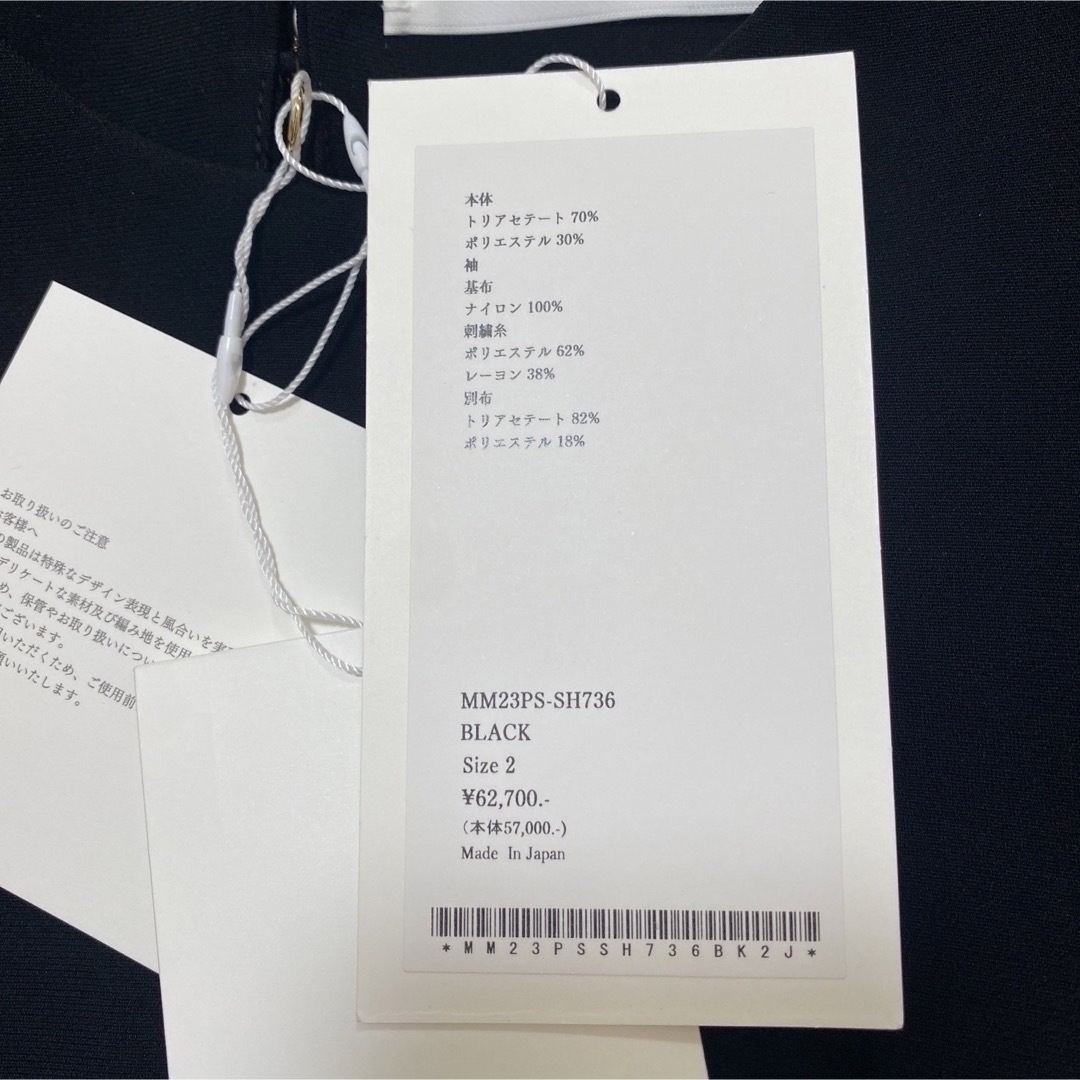 本体
トリアセテート 70%
ポリエステル 30%
袖
基布
ナイロン 100%
刺繍糸
ポリエステル 62%
レーヨン 38%
別布
トリアセテート 82%
ポリエステル 18%
MM23PS-SH736
BLACK
Size 2
¥62,700.-
(本体57,000.-)
Made In Japan
*MM23PSSH736BK2J*
お取り扱いのご注意
お客様へ
の製品は特殊なデザイン表現と風合いを実
デリケートな素材及び編み地を使用
め、保管やお取り扱いについ
ございます。
用いただくため、ご使用前
願いいたします。